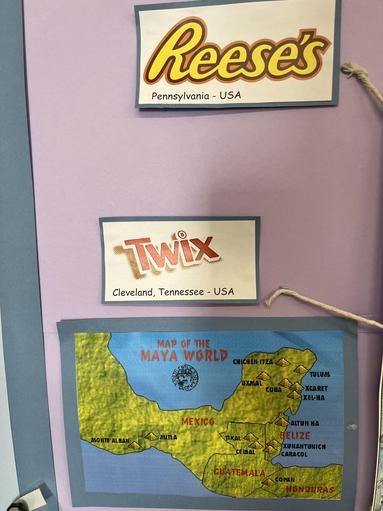 Reese's
Pennsylvania - USA
Twix
Cleveland, Tennessee - USA
MAP OF THE
MAYA WORLD
CHICHEN ITZA
TULUM
UXMAL
COBA
XCARET
XEL-HA
MEXICO
ALTUN HA
MONTE ALBAN
MITLA
TIKAL
BELIZE
XUNANTUNICH
CEIBAL
CARACOL
GUATEMALA
COPAN
HONDURAS